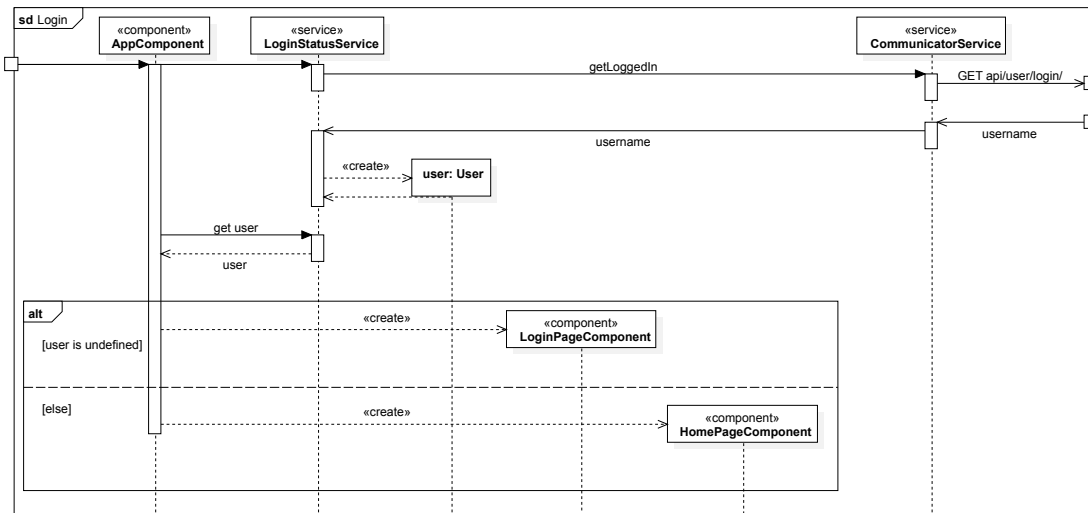 sd Login
«component»
AppComponent
«service»
LoginStatusService
«service»
CommunicatorService
getLoggedIn
GET api/user/login/
username
username
«create»
user: User
get user
user
alt
«create»
«component»
LoginPageComponent
[user is undefined]
[else]
«create»
«component»
HomePageComponent